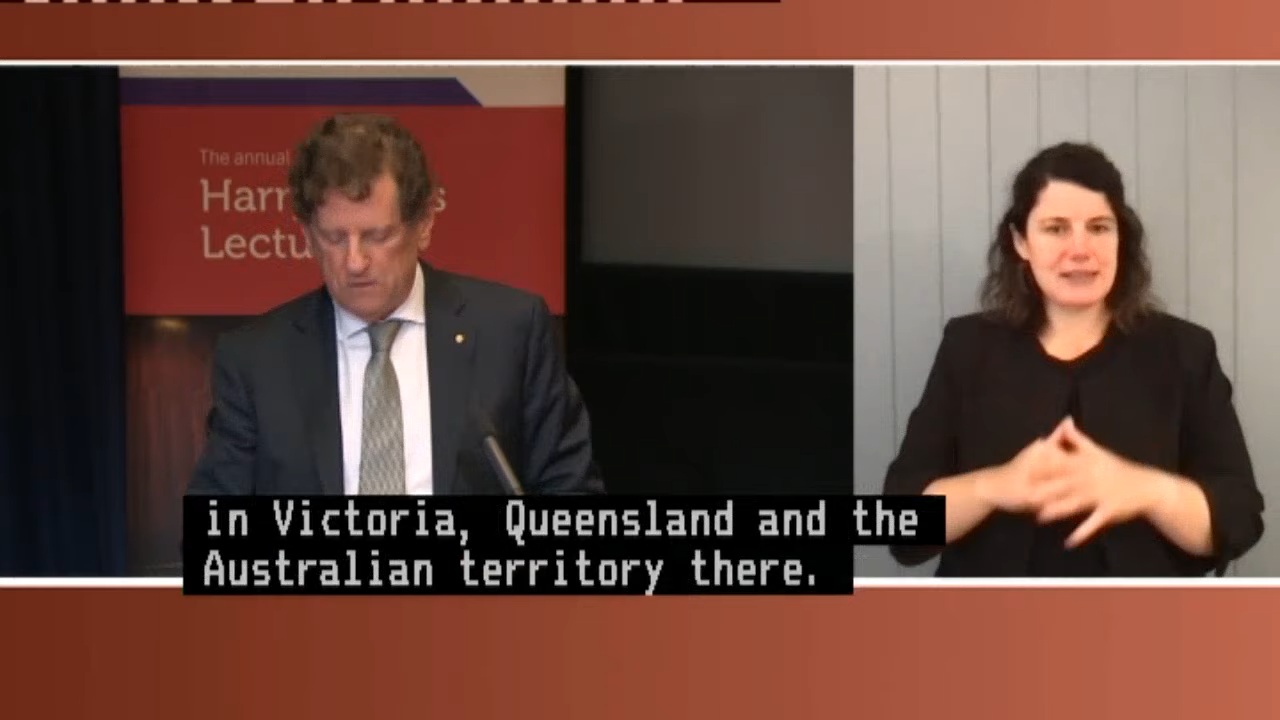 The annual
Harr s
Lectu
in Victoria, Queensland and the
Australian territory there.